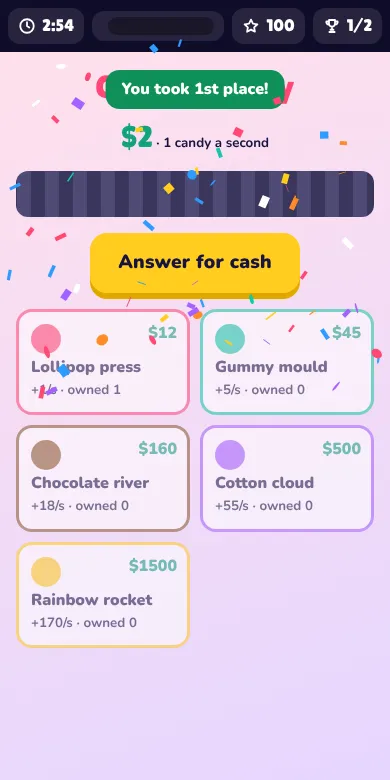 2:54
100
1/2
You took 1st place!
$2 · 1 candy a second
Answer for cash
$12
Lollipop press
+1/s · owned 1
$45
Gummy mould
+5/s · owned 0
$160
Chocolate river
+18/s · owned 0
$500
Cotton cloud
+55/s · owned 0
$1500
Rainbow rocket
+170/s · owned 0